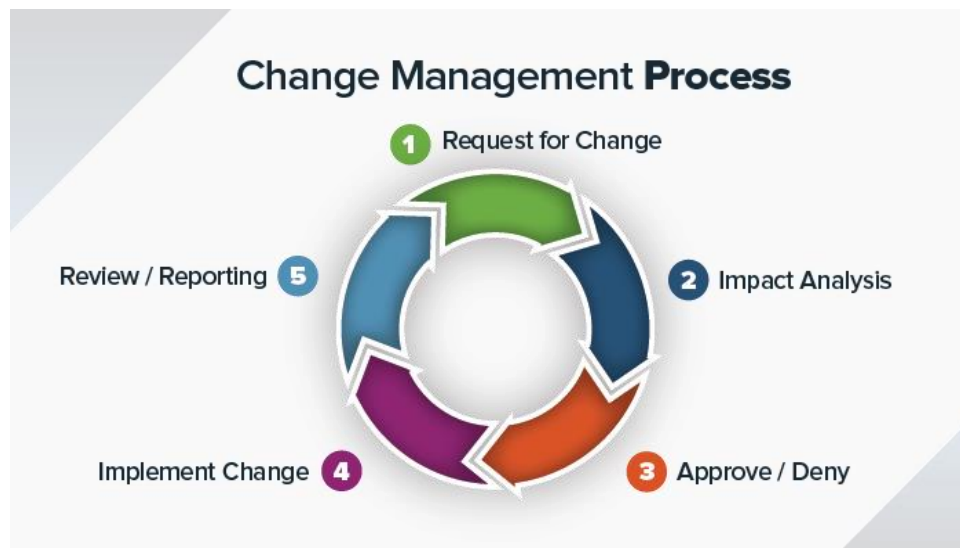 Change Management Process
1 Request for Change
2 Impact Analysis
3 Approve / Deny
4 Implement Change
5 Review / Reporting